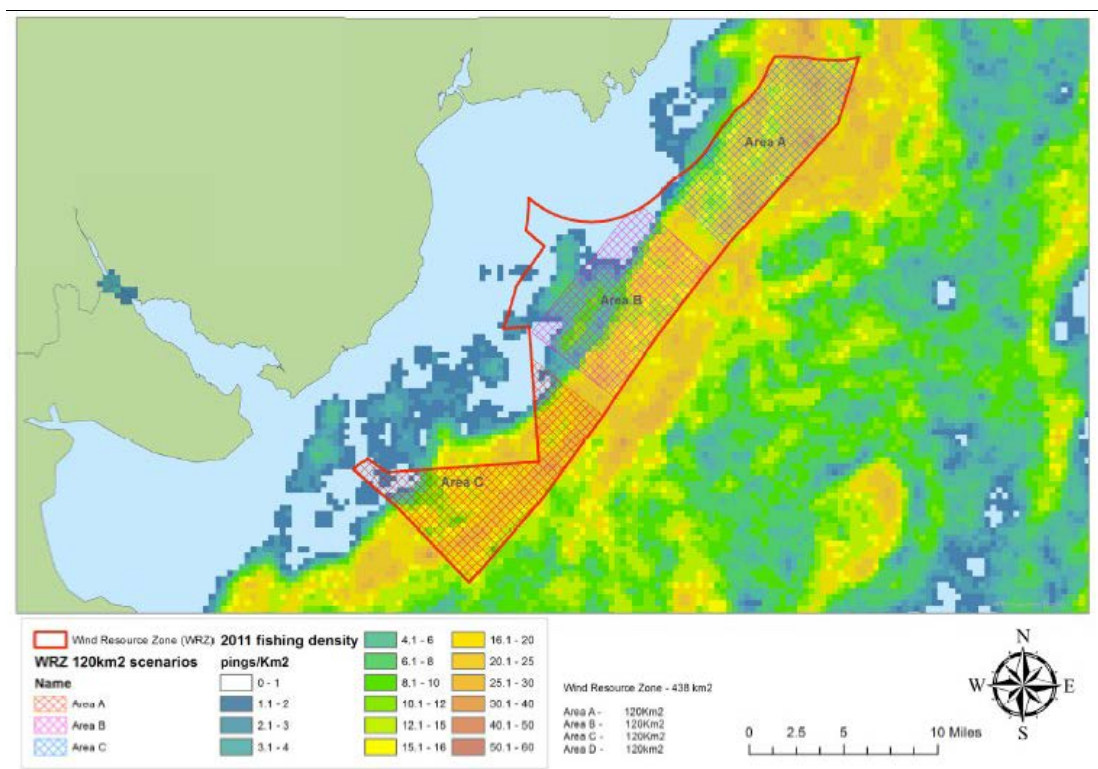 Area A
Area B
Area C
Wind Resource Zone (WRZ)
WRZ 120km2 scenarios
Name
Area A
Area B
Area C
2011 fishing density
pings/Km2
0 - 1
1.1 - 2
2.1 - 3
3.1 - 4
4.1 - 6
6.1 - 8
8.1 - 10
10.1 - 12
12.1 - 15
15.1 - 16
16.1 - 20
20.1 - 25
25.1 - 30
30.1 - 40
40.1 - 50
50.1 - 60
Wind Resource Zone - 438 km2
Area A - 120Km2
Area B - 120Km2
Area C - 120Km2
Area D - 120km2
0 2.5 5 10 Miles
N
W E
S